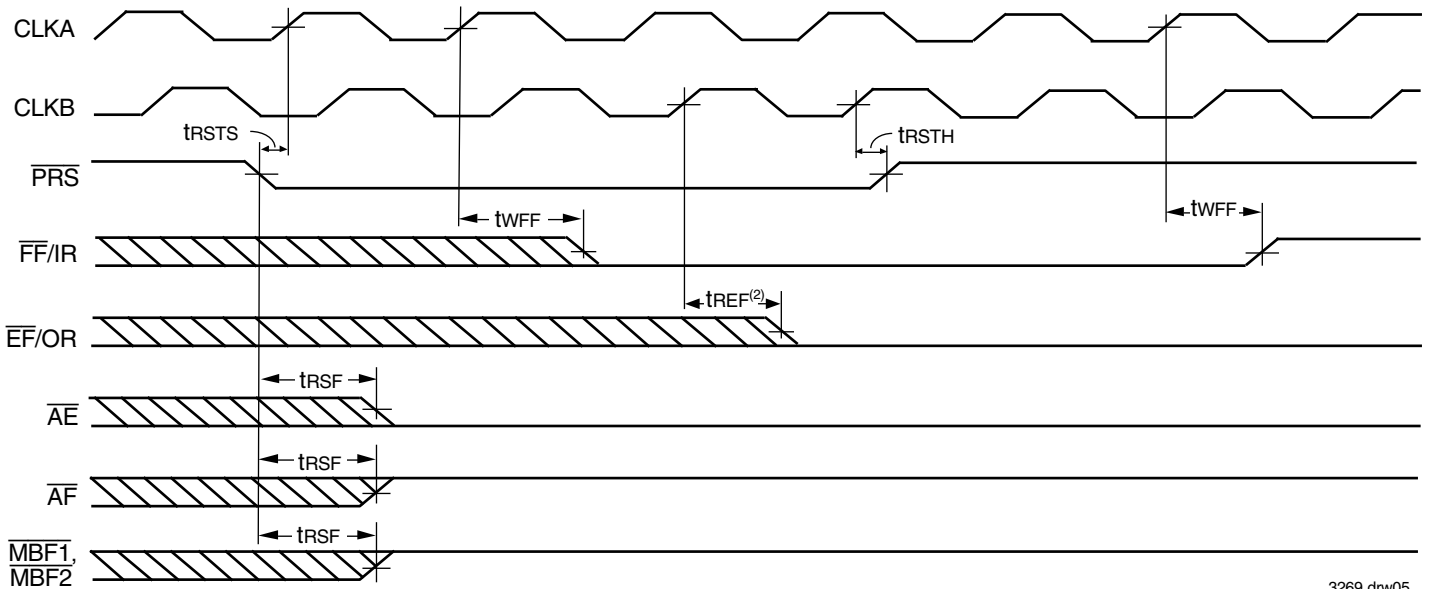 CLKA
CLKB
tRSTS
tRSTH
PRS
tWFF
tWFF
FF/IR
tREF(2)
EF/OR
tRSF
AE
tRSF
AF
tRSF
MBF1,
MBF2
3269 drw05